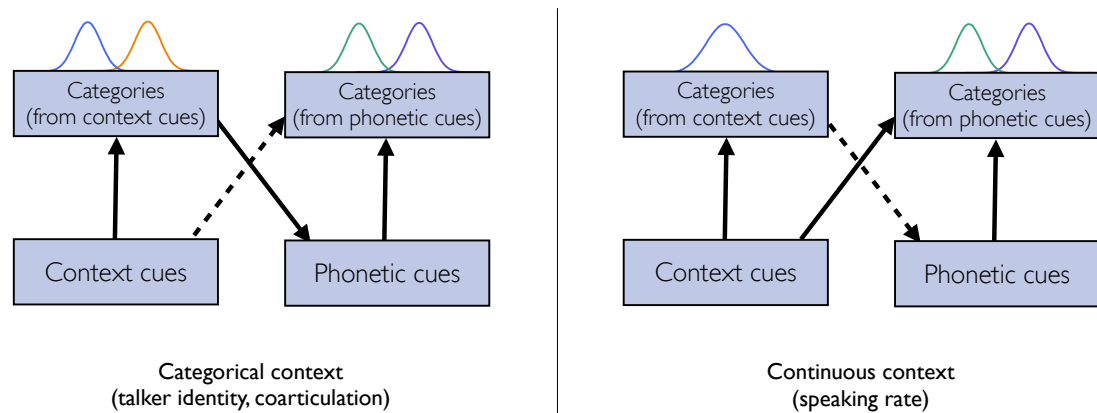 Categories
(from context cues)
Categories
(from phonetic cues)
Context cues
Phonetic cues
Categorical context
(talker identity, coarticulation)
Categories
(from context cues)
Categories
(from phonetic cues)
Context cues
Phonetic cues
Continuous context
(speaking rate)